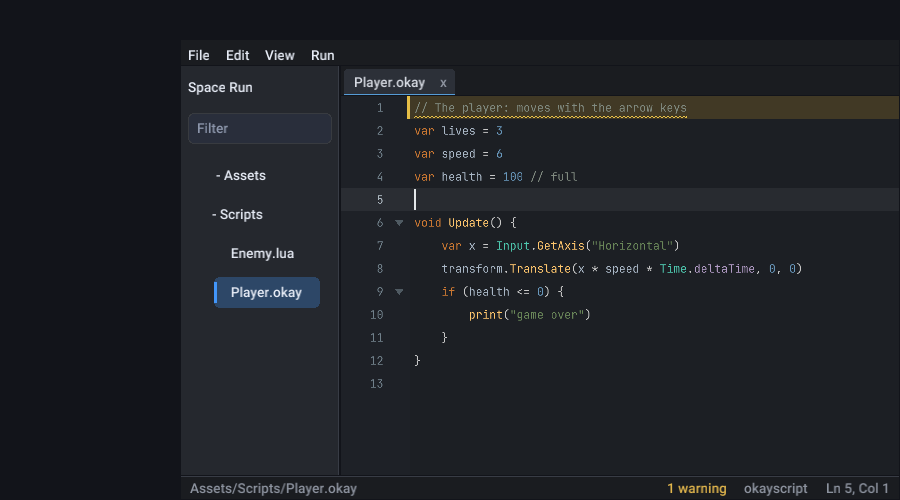 File Edit View Run
Space Run
Filter
- Assets
- Scripts
Enemy.lua
Player.okay
Player.okay x
1 // The player: moves with the arrow keys
2 var lives = 3
3 var speed = 6
4 var health = 100 // full
5
6 void Update() {
7 var x = Input.GetAxis("Horizontal")
8 transform.Translate(x * speed * Time.deltaTime, 0, 0)
9 if (health <= 0) {
10 print("game over")
11 }
12 }
13
Assets/Scripts/Player.okay 1 warning okayscript Ln 5, Col 1